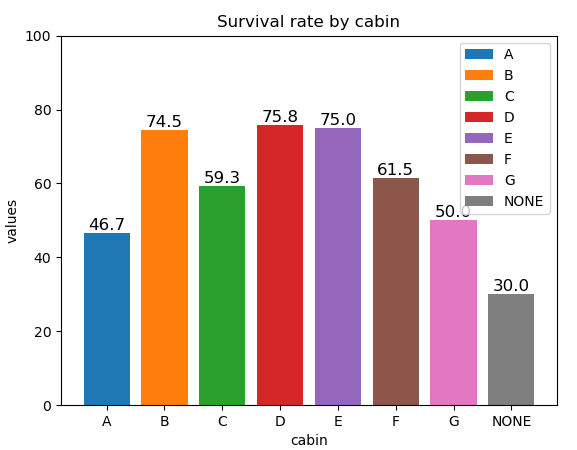 Survival rate by cabin
values
100
80
60
40
20
0
46.7
74.5
59.3
75.8
75.0
61.5
50.0
30.0
A
B
C
D
E
F
G
NONE
A B C D E F G NONE
cabin